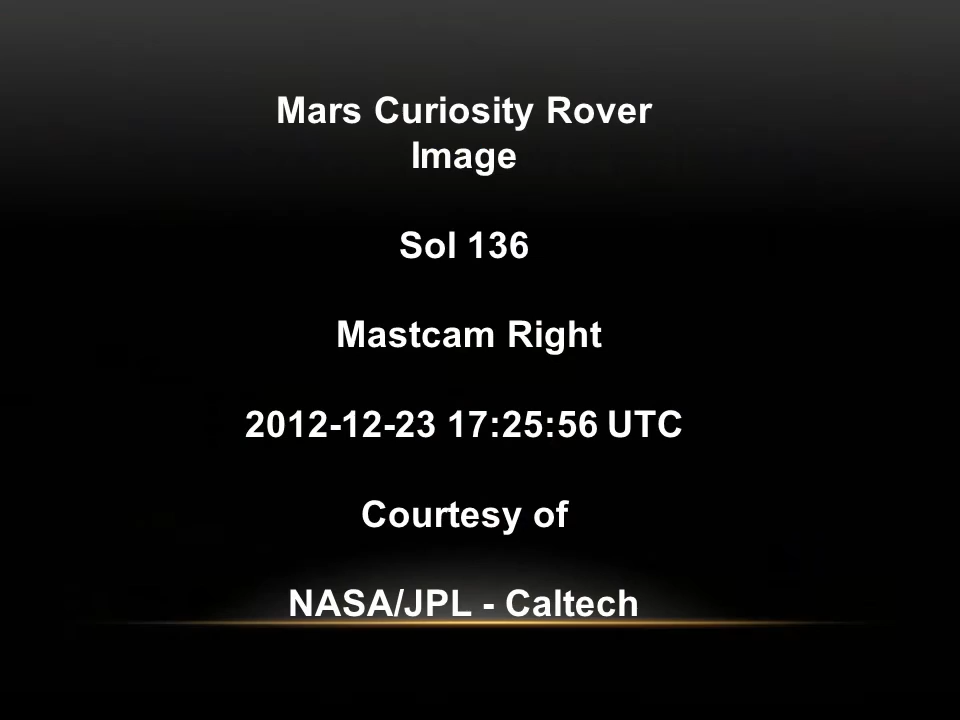 Mars Curiosity Rover
Image
Sol 136
Mastcam Right
2012-12-23 17:25:56 UTC
Courtesy of
NASA/JPL - Caltech